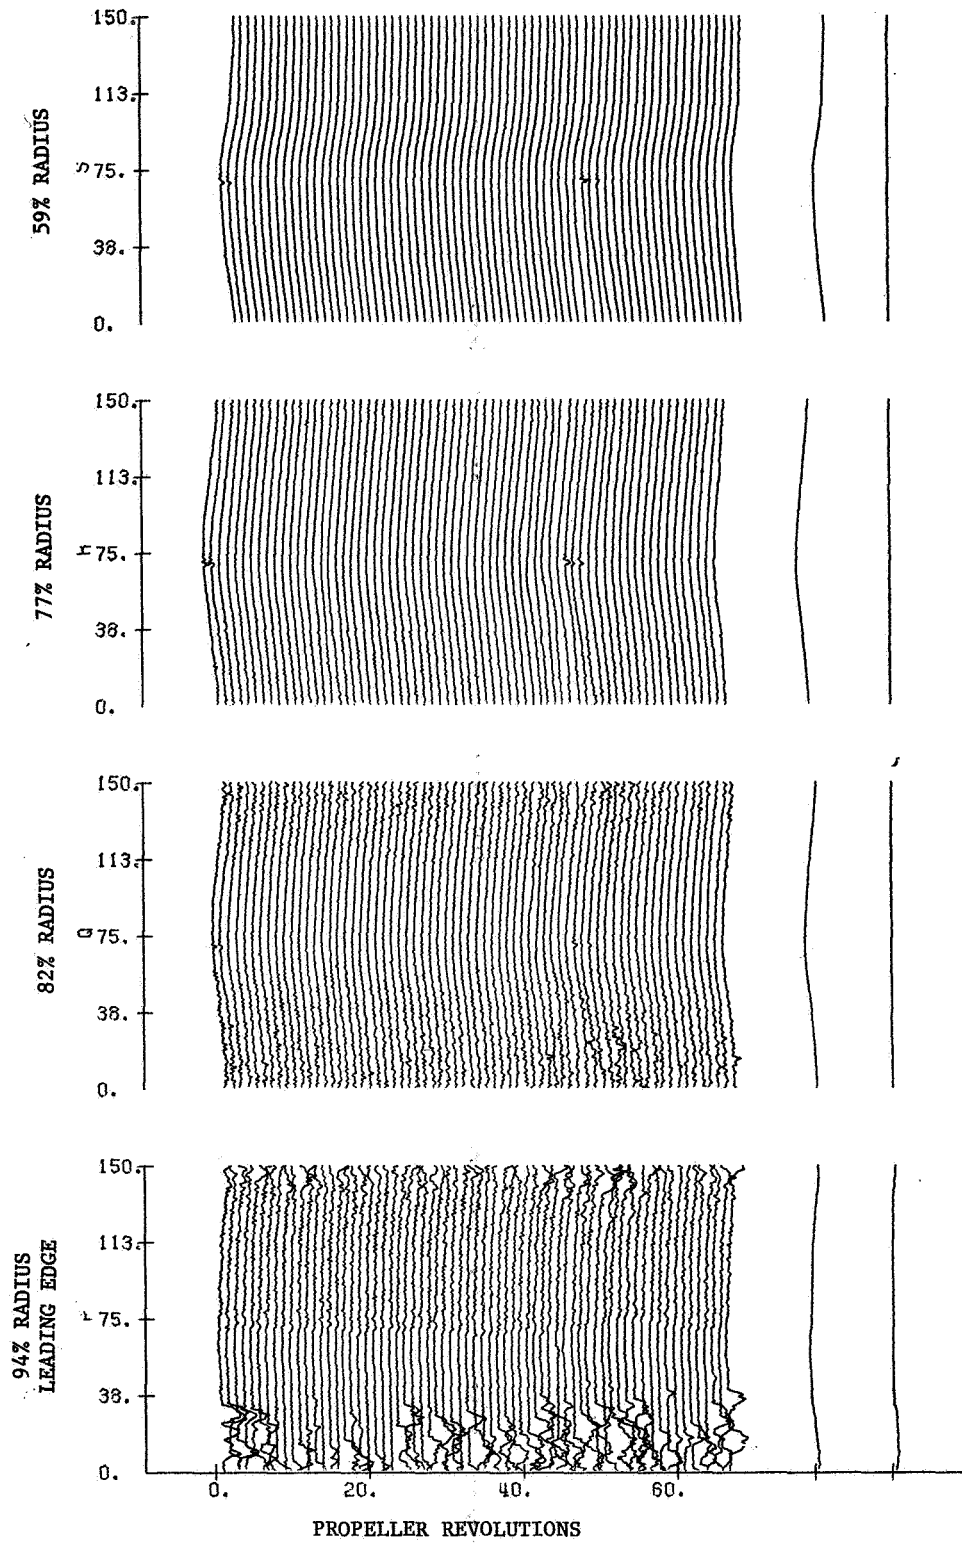 150.
113.
59% RADIUS
S
75.
38.
0.
150.
113.
77% RADIUS
75.
38.
0.
150.
113.
82% RADIUS
75.
38.
0.
150.
113.
94% RADIUS
LEADING EDGE
75.
38.
0.
0. 20. 40. 60.
PROPELLER REVOLUTIONS